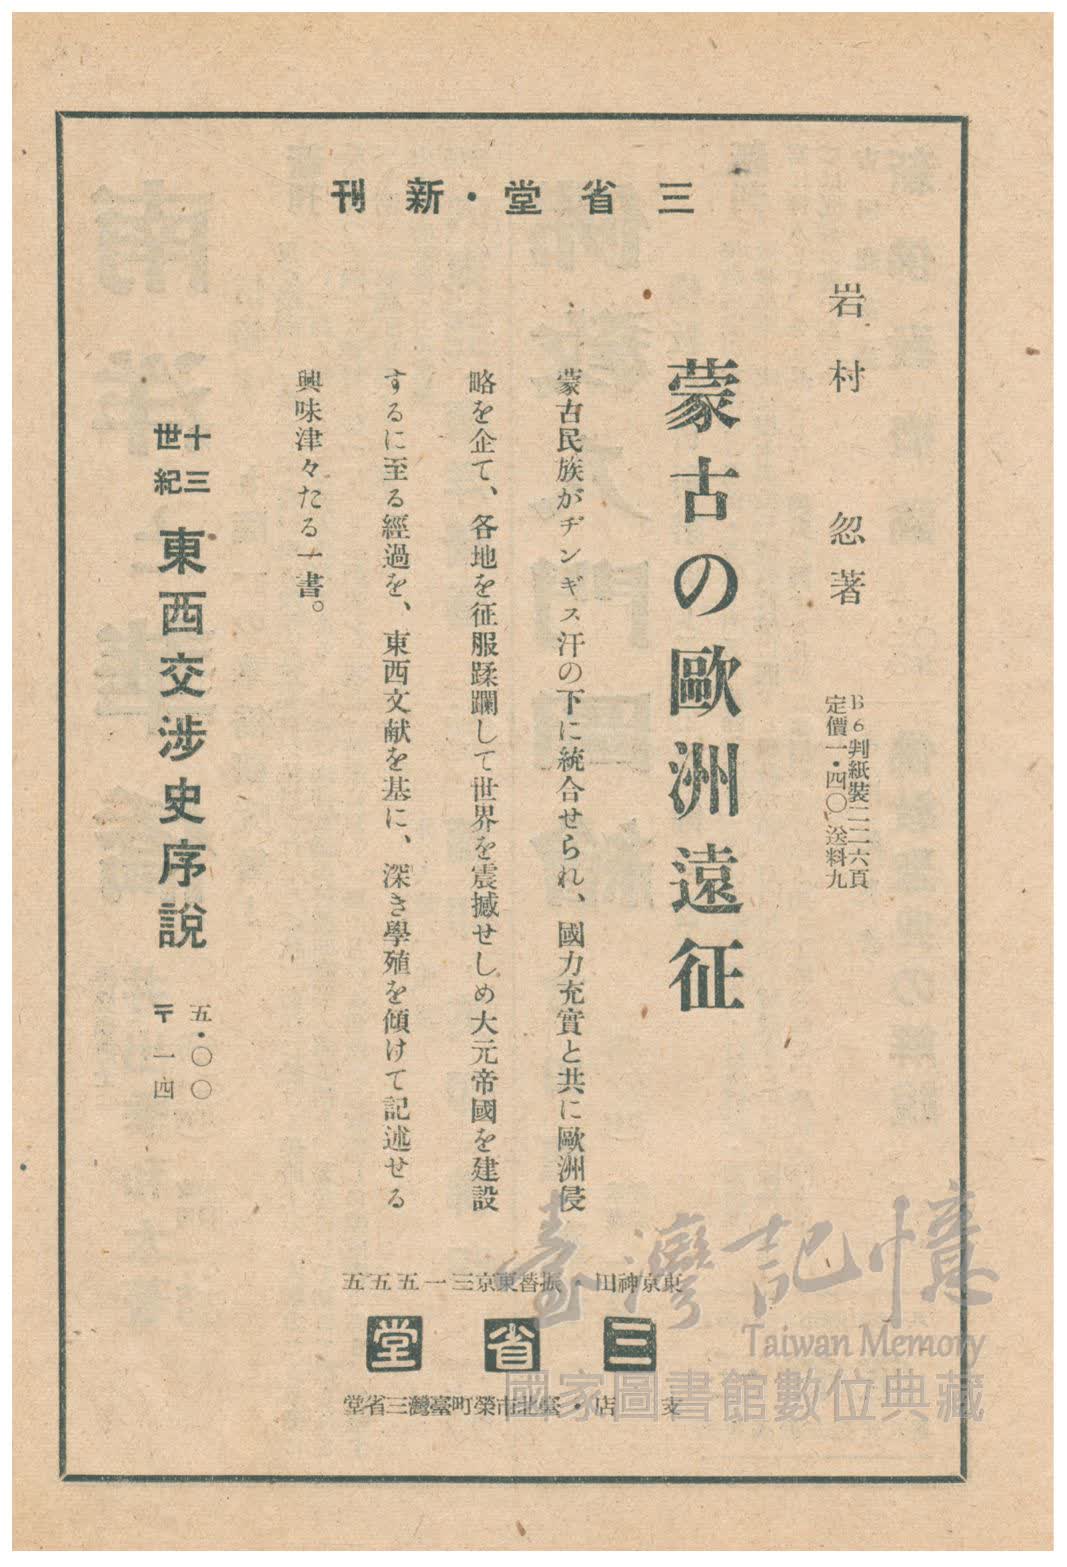 三省堂・新刊
岩村忍著
B6判紙裝二二六頁
定價一・四〇送料九
蒙古の歐洲遠征
蒙古民族がヂンギス汗の下に統合せられ、國力充實と共に歐洲侵
略を企て、各地を征服蹂躙して世界を震撼せしめ大元帝國を建設
するに至る經過を、東西文献を基に、深き學殖を傾けて記述せる
興味津々たる一書。
十三世紀 東西交涉史序說
五・〇〇
〒一四
東京神田・振替東京三一五五五
三省堂
支店・臺北市榮町臺灣三省堂
臺灣記憶
Taiwan Memory
國家圖書館數位典藏